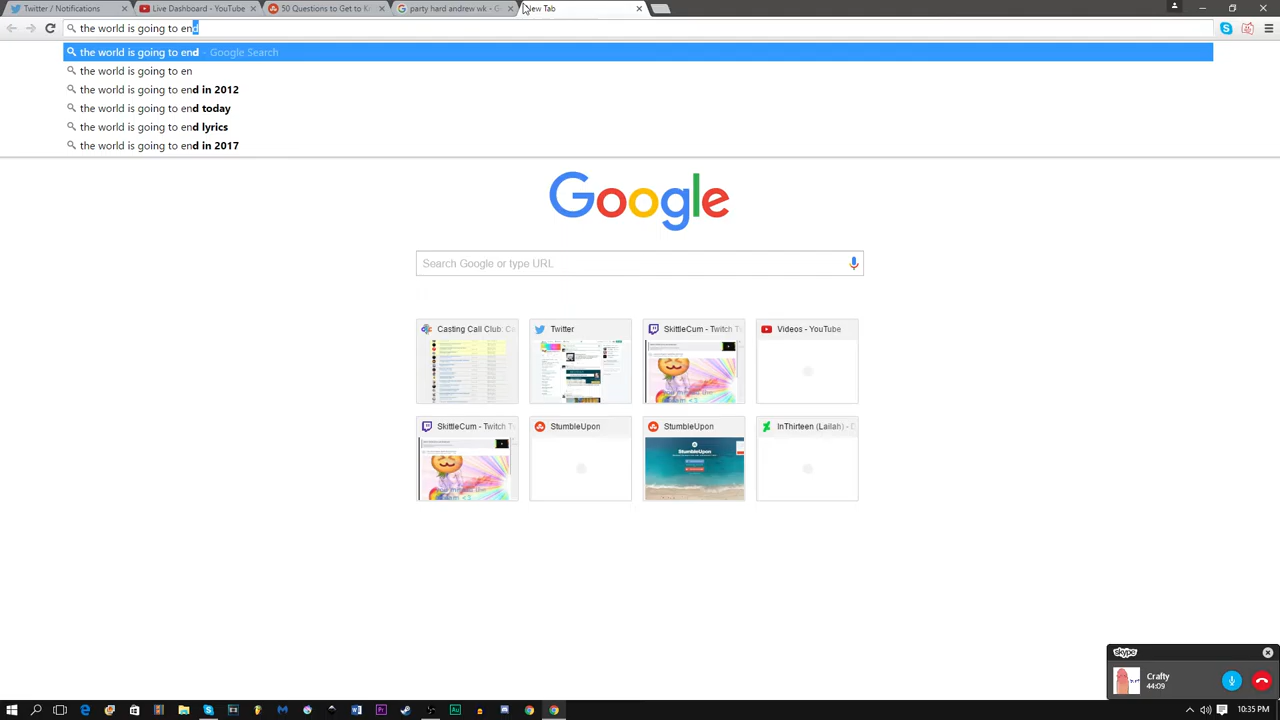 Twitter / Notifications
Live Dashboard - YouTube
50 Questions to Get to K
party hard andrew wk - G
New Tab
the world is going to end
the world is going to end - Google Search
the world is going to en
the world is going to end in 2012
the world is going to end today
the world is going to end lyrics
the world is going to end in 2017
Google
Search Google or type URL
Casting Call Club: Ca
Twitter
SkittleCum - Twitch T
Videos - YouTube
SkittleCum - Twitch T
StumbleUpon
StumbleUpon
InThirteen (Lailah) - D
StumbleUpon
skype
Crafty
44:09
10:35 PM